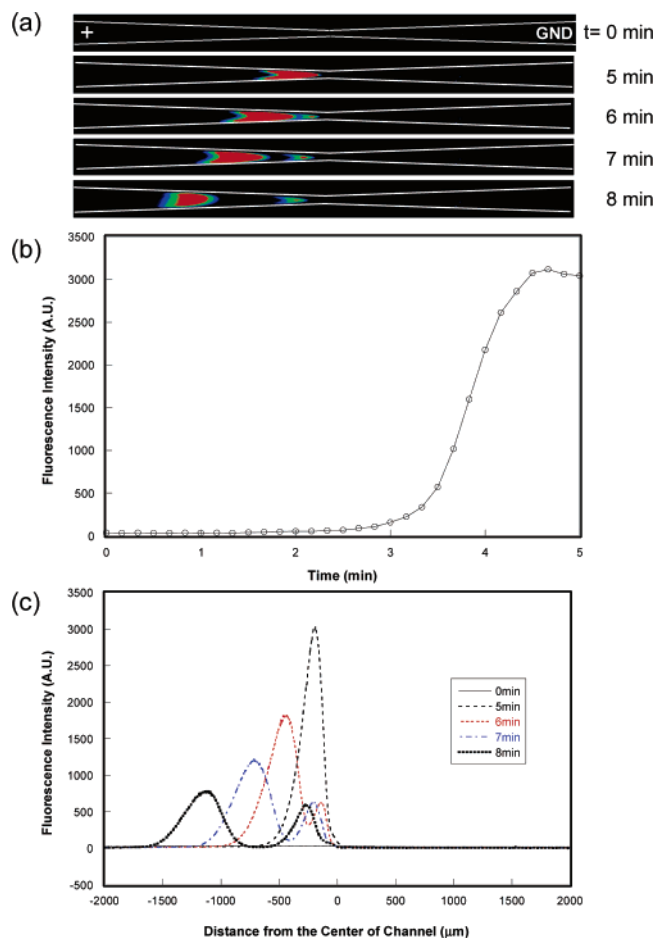 (a)
+ GND t= 0 min
5 min
6 min
7 min
8 min
(b)
3500
3000
2500
2000
1500
1000
500
0
Fluorescence Intensity (A.U.)
0 1 2 3 4 5
Time (min)
(c)
3500
3000
2500
2000
1500
1000
500
0
-500
Fluorescence Intensity (A.U.)
0min
5min
6min
7min
8min
-2000 -1500 -1000 -500 0 500 1000 1500 2000
Distance from the Center of Channel (μm)